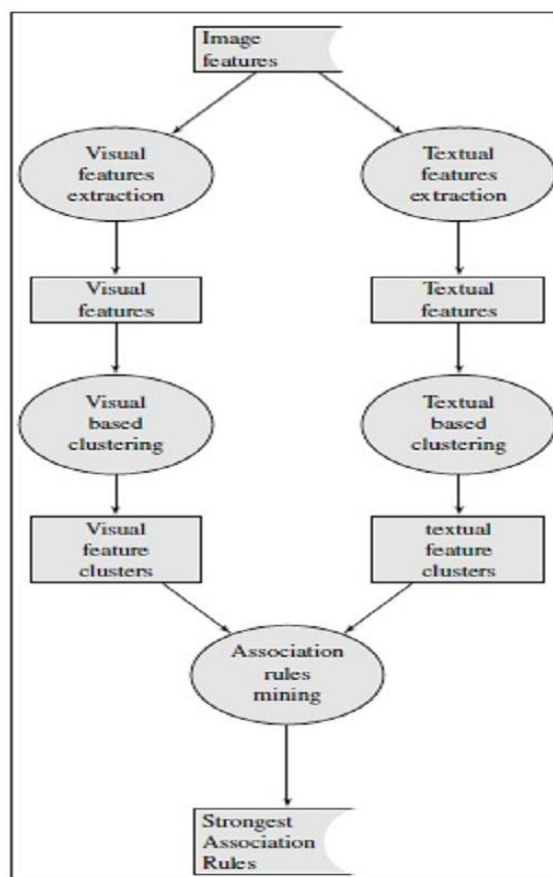 Image
features
Visual
features
extraction
Textual
features
extraction
Visual
features
Textual
features
Visual
based
clustering
Textual
based
clustering
Visual
feature
clusters
textual
feature
clusters
Association
rules
mining
Strongest
Association
Rules